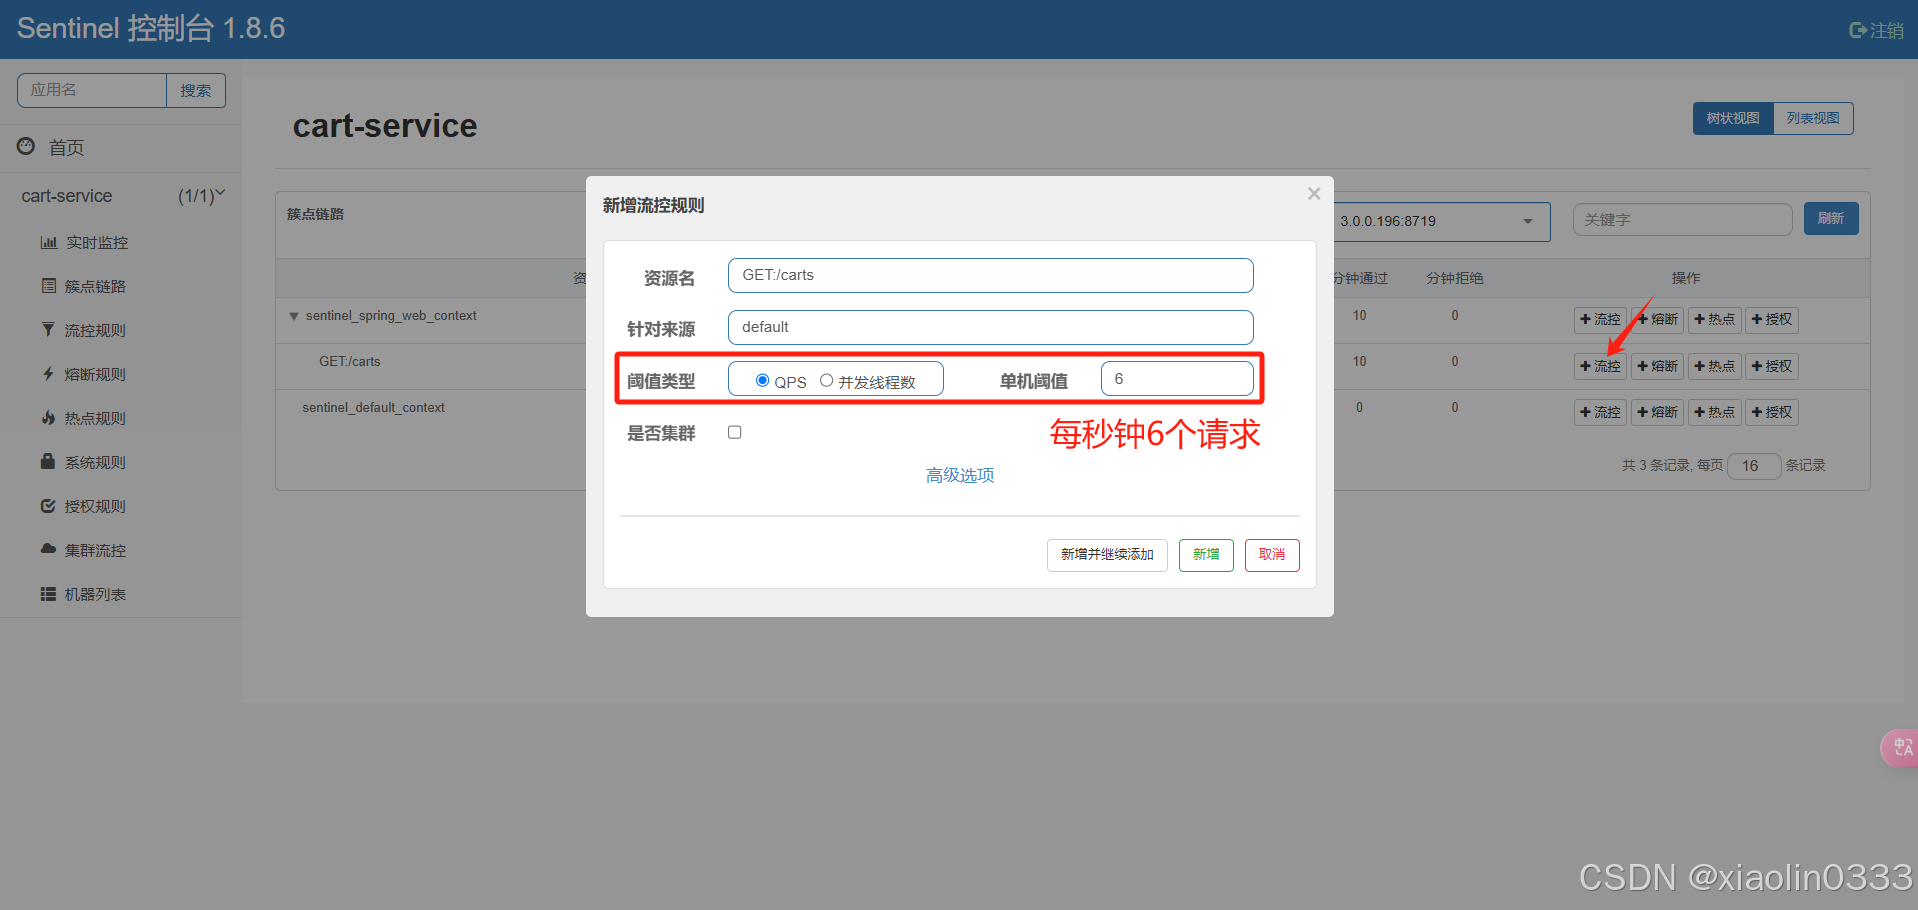 Sentinel 控制台 1.8.6
注销
应用名
搜索
首页
cart-service (1/1)
实时监控
簇点链路
流控规则
熔断规则
热点规则
系统规则
授权规则
集群流控
机器列表
cart-service
树状视图 列表视图
簇点链路
3.0.0.196:8719
关键字
刷新
资
分钟通过 分钟拒绝 操作
sentinel_spring_web_context 10 0 流控 熔断 热点 授权
GET:/carts 10 0 流控 熔断 热点 授权
sentinel_default_context 0 0 流控 熔断 热点 授权
共 3 条记录, 每页 16 条记录
新增流控规则
×
资源名 GET:/carts
针对来源 default
阈值类型 QPS 并发线程数 单机阈值 6
是否集群
每秒钟6个请求
高级选项
新增并继续添加 新增 取消
中 A
CSDN @xiaolin0333